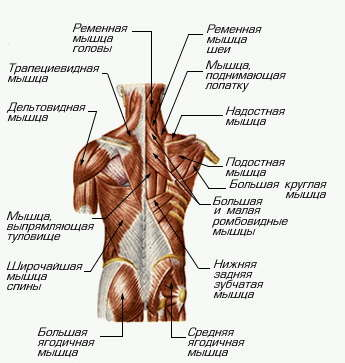 Ременная
мышца
головы
Трапециевидная
мышца
Дельтовидная
мышца
Мышца,
выпрямляющая
туловище
Широчайшая
мышца
спины
Большая
ягодичная
мышца
Ременная
мышца
шеи
Мышца,
поднимающая
лопатку
Надостная
мышца
Подостная
мышца
Большая круглая
мышца
Большая
и малая
ромбовидные
мышцы
Нижняя
задняя
зубчатая
мышца
Средняя
ягодичная
мышца